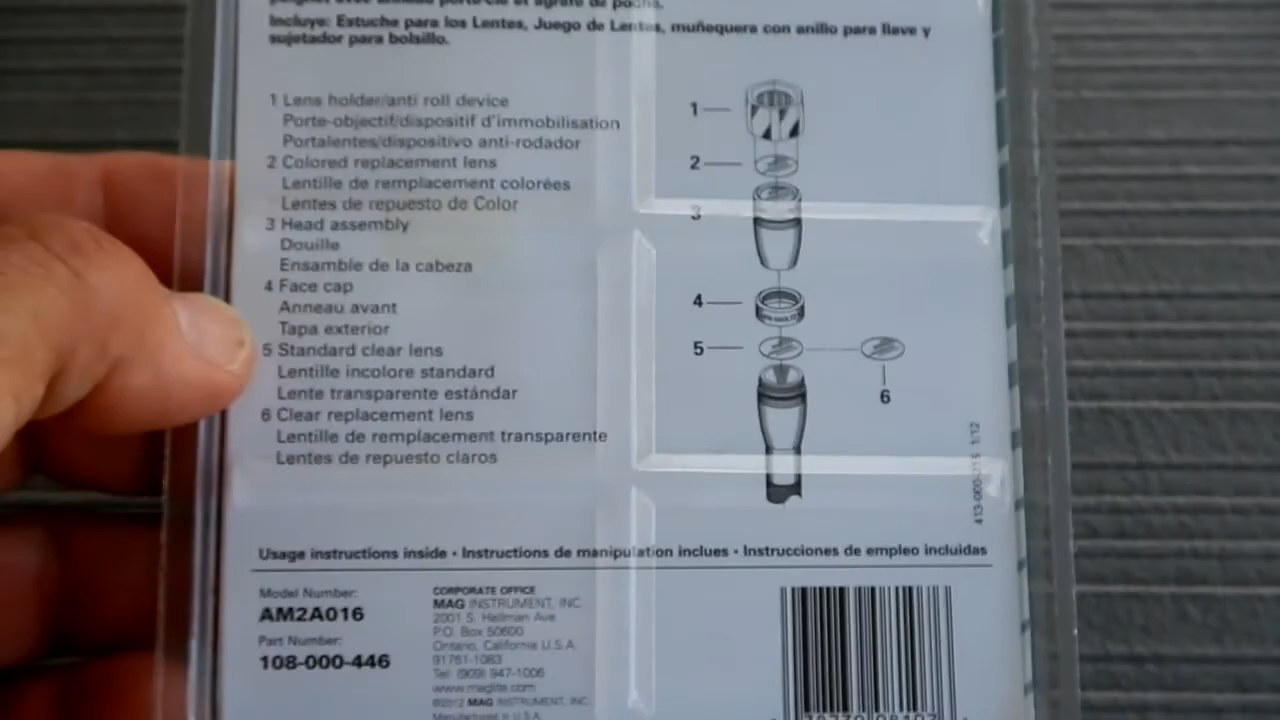 Incluye: Estuche para los Lentes, Juego de Lentes, muñequera con anillo para llave y
sujetador para bolsillo.
1 Lens holder/anti roll device
Porte-objectif/dispositif d'immobilisation
Portalentes/dispositivo anti-rodador
2 Colored replacement lens
Lentille de remplacement colorées
Lentes de repuesto de Color
3 Head assembly
Douille
Ensamble de la cabeza
4 Face cap
Anneau avant
Tapa exterior
5 Standard clear lens
Lentille incolore standard
Lente transparente estándar
6 Clear replacement lens
Lentille de remplacement transparente
Lentes de repuesto claros
1
2
3
4
5
6
1/12
Usage instructions inside • Instructions de manipulation inclues • Instrucciones de empleo incluidas
Model Number:
AM2A016
Part Number:
108-000-446
CORPORATE OFFICE
MAG INSTRUMENT, INC.
2001 S. Hellman Ave.
P.O. Box 50600
Ontario, California U.S.A.
91761-1083
Tel: (909) 947-1006
www.maglite.com
©2012 MAG INSTRUMENT, INC.
Manufactured in U.S.A.